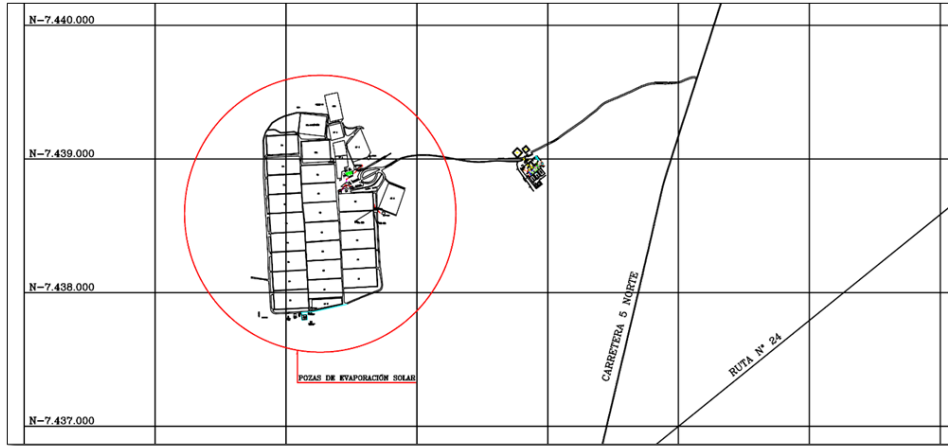 N-7.440.000
N-7.439.000
N-7.438.000
CARRETERA 5 NORTE
RUTA N° 24
POZAS DE EVAPORACIÓN SOLAR
N-7.437.000